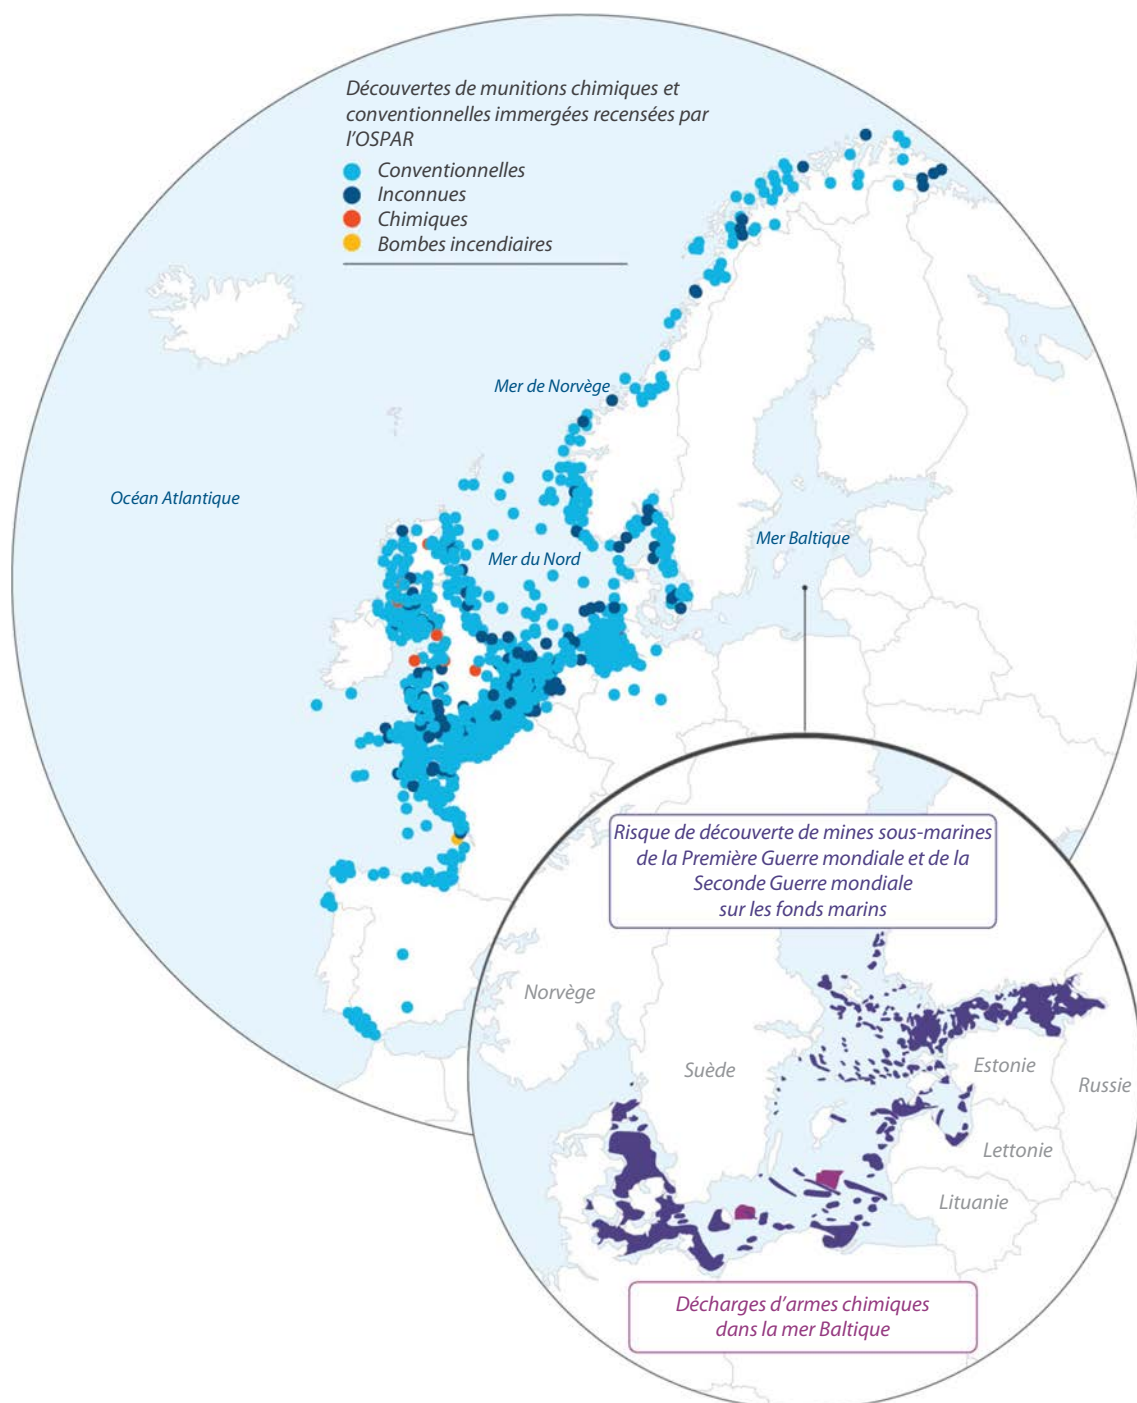 Découvertes de munitions chimiques et
conventionnelles immergées recensées par
l'OSPAR
Conventionnelles
Inconnues
Chimiques
Bombes incendiaires
Mer de Norvège
Océan Atlantique
Mer du Nord
Mer Baltique
Risque de découverte de mines sous-marines
de la Première Guerre mondiale et de la
Seconde Guerre mondiale
sur les fonds marins
Norvège
Suède
Estonie
Russie
Lettonie
Lituanie
Décharges d'armes chimiques
dans la mer Baltique